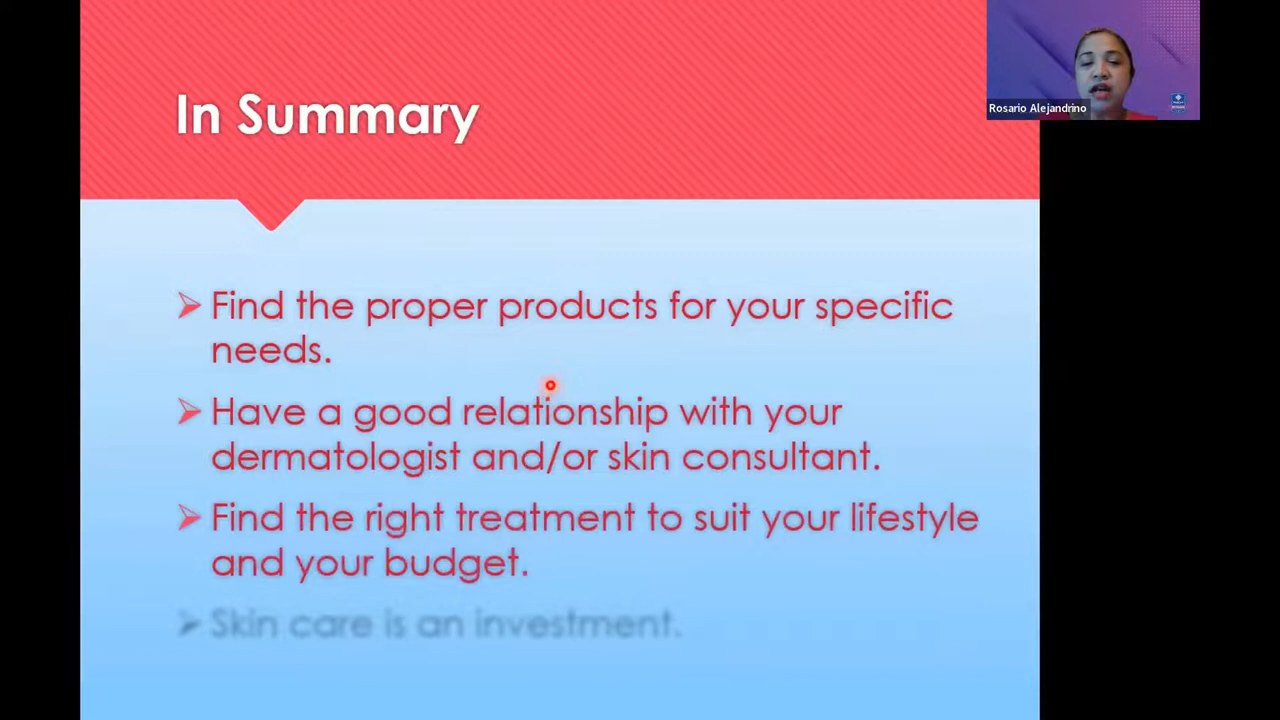 In Summary
Rosario Alejandrino
➢ Find the proper products for your specific
needs.
➢ Have a good relationship with your
dermatologist and/or skin consultant.
➢ Find the right treatment to suit your lifestyle
and your budget.
➢ Skin care is an investment.